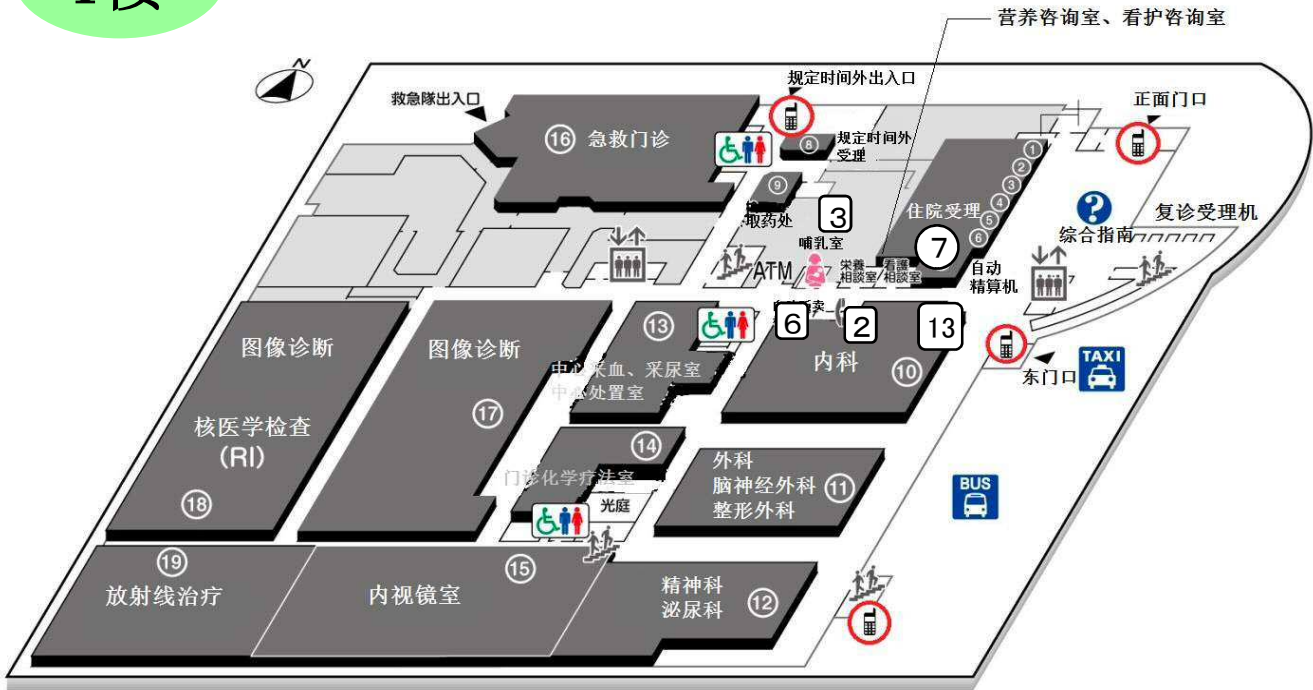 1楼
营养咨询室、看护咨询室
N
规定时间外出入口
救急隊出入口
正面门口
⑯ 急救门诊
⑧
规定时间外
受理
①
②
③
④
⑤
⑥
⑨
取药处
3
住院受理
⑦
?
综合指南
复诊受理机
哺乳室
ATM
栄養
相談室
看護
相談室
自动
精算机
6
2
13
图像诊断
图像诊断
⑬
内科
⑩
东门口
TAXI
中心采血、采尿室
中心处置室
核医学检查
(RI)
⑰
⑭
⑱
门诊化学疗法室
光庭
外科
脑神经外科
整形外科
⑪
BUS
⑲
放射线治疗
内视镜室
⑮
精神科
泌尿科
⑫